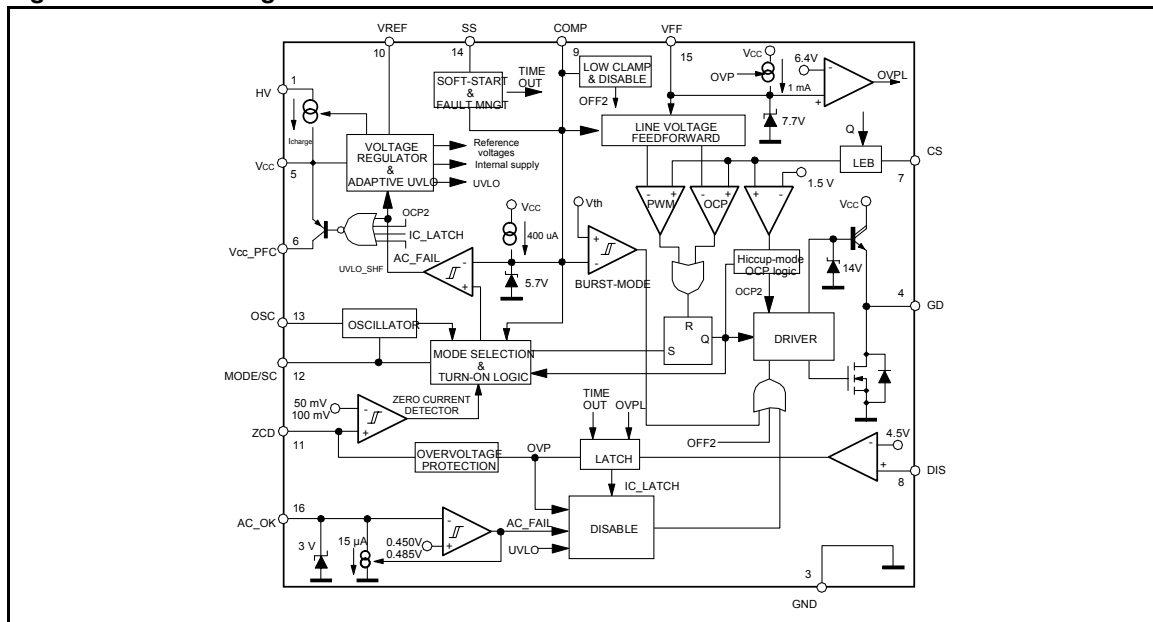 VREF
SS
COMP
VFF
10
14
9
15
1
HV
Icharge
SOFT-START
&
FAULT MNGT
TIME
OUT
LOW CLAMP
& DISABLE
OFF2
Vcc
OVP
1 mA
6.4V
-
+
OVPL
7.7V
LINE VOLTAGE
FEEDFORWARD
Q
LEB
CS
7
VOLTAGE
REGULATOR
&
ADAPTIVE UVLO
Reference
voltages
Internal supply
UVLO
Vcc
5
- +
PWM
- +
OCP
+ -
1.5 V
Vcc
OCP2
IC_LATCH
AC_FAIL
UVLO_SHF
6
Vcc_PFC
Vcc
400 uA
Vth
+
-
BURST-MODE
-
+
5.7V
Hiccup-mode
OCP logic
OCP2
14V
4
GD
OSC
13
OSCILLATOR
MODE SELECTION
&
TURN-ON LOGIC
R
S
Q
DRIVER
MODE/SC
12
50 mV
100 mV
-
+
ZERO CURRENT
DETECTOR
ZCD
11
OVERVOLTAGE
PROTECTION
OVP
TIME
OUT
OVPL
LATCH
IC_LATCH
OFF2
4.5V
-
+
DIS
8
AC_OK
16
3 V
15 µA
-
+
0.450V
0.485V
AC_FAIL
UVLO
DISABLE
3
GND